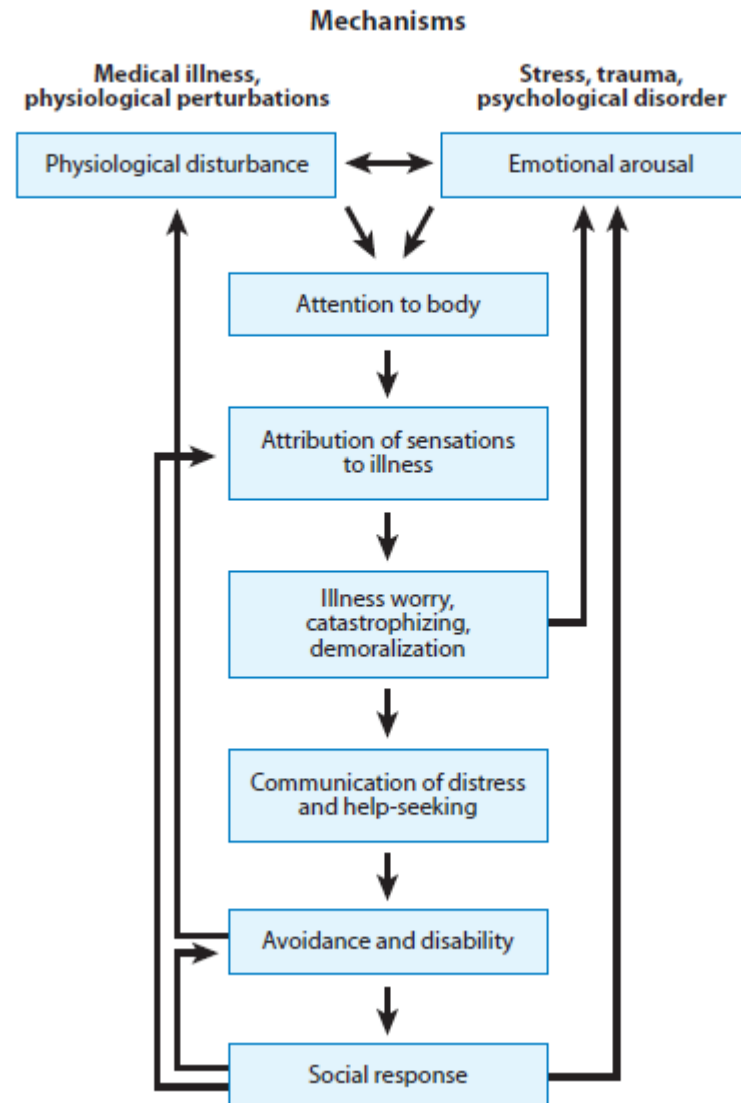 Mechanisms
Medical illness,
physiological perturbations
Stress, trauma,
psychological disorder
Physiological disturbance
Emotional arousal
Attention to body
Attribution of sensations
to illness
Illness worry,
catastrophizing,
demoralization
Communication of distress
and help-seeking
Avoidance and disability
Social response